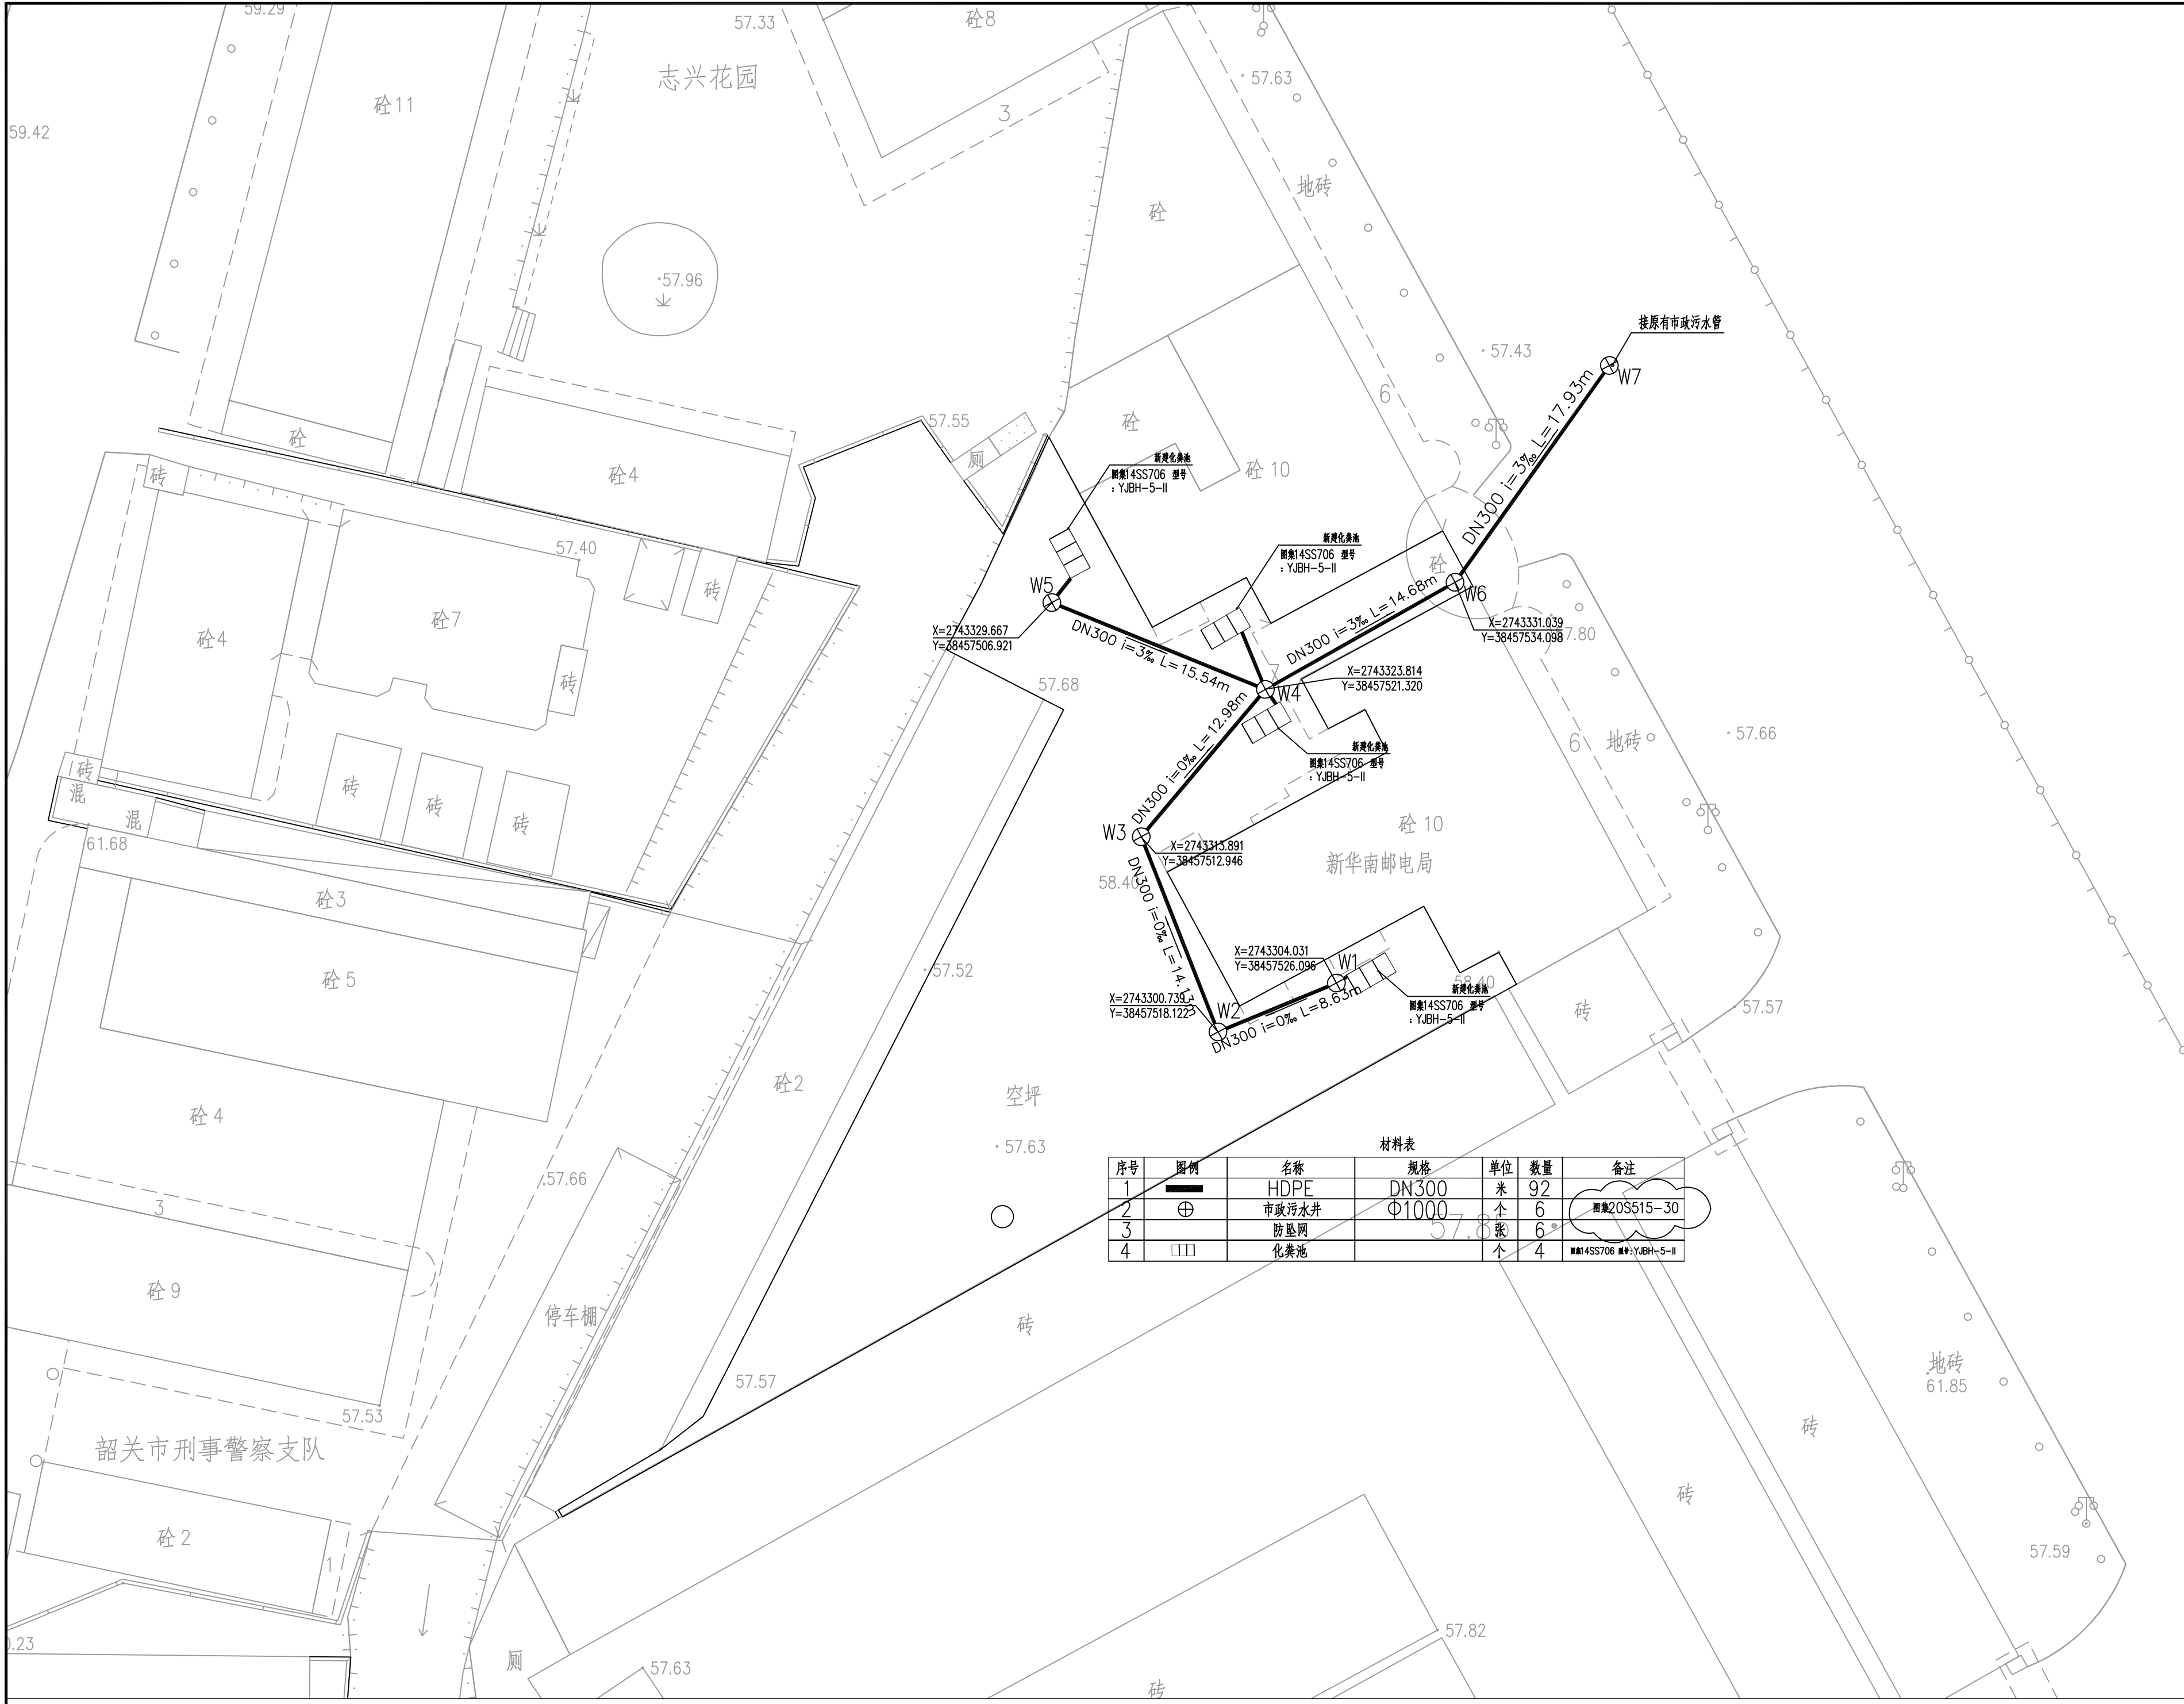 59.29
57.33
砼8
志兴花园
57.63
砼11
3
59.42
地砖
砼
57.96
接原有市政污水管
57.43
W7
6
57.55
砼
砼
厕
砼4
新建化粪池
图集14SS706 型号
: YJBH-5-II
砼 10
砖
DN300 i=3‰ L=17.93m
57.40
新建化粪池
图集14SS706 型号
: YJBH-5-II
砼
W5
W6
砖
砼7
砼4
X=2743329.667
Y=38457506.921
DN300 i=3‰ L=15.54m
DN300 i=3‰ L=14.68m
X=2743331.039
Y=38457534.098
57.80
7
X=2743323.814
Y=38457521.320
砖
57.68
W4
57.66
6
地砖
新建化粪池
图集14SS706 型号
: YJBH-5-II
砖
混
砖
砖
砖
混
DN300 i=0‰ L=12.98m
61.68
W3
X=2743313.891
Y=38457512.946
砼 10
新华南邮电局
58.40
砼3
DN300 i=0‰ L=14.13m
砼 5
57.52
X=2743304.031
Y=38457526.096
W1
58.40
新建化粪池
图集14SS706 型号
: YJBH-5-II
X=2743300.739
Y=38457518.122
W2
DN300 i=0‰ L=8.63m
砖
57.57
砼2
空坪
砼 4
57.63
57.66
材料表
序号 图例 名称 规格 单位 数量 备注
1 HDPE DN300 米 92
2 市政污水井 Φ1000 个 6 图集20S515-30
3 防坠网 张 6
57.85
4 化粪池 个 4 图集14SS706 型号: YJBH-5-II
3
砼 9
停车棚
砖
地砖
61.85
57.57
57.53
砖
韶关市刑事警察支队
砖
砼 2
1
57.59
57.82
0.23
厕
57.63
砖